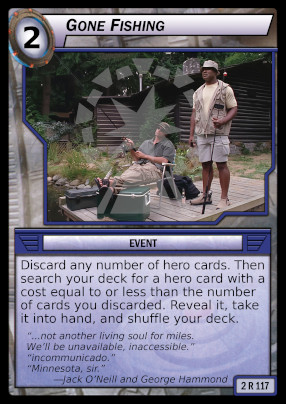 2
GONE FISHING
EVENT
Discard any number of hero cards. Then
search your deck for a hero card with a
cost equal to or less than the number
of cards you discarded. Reveal it, take
it into hand, and shuffle your deck.
“...not another living soul for miles.
We’ll be unavailable, inaccessible.”
“incommunicado.”
“Minnesota, sir.”
—Jack O’Neill and George Hammond
2 R 117